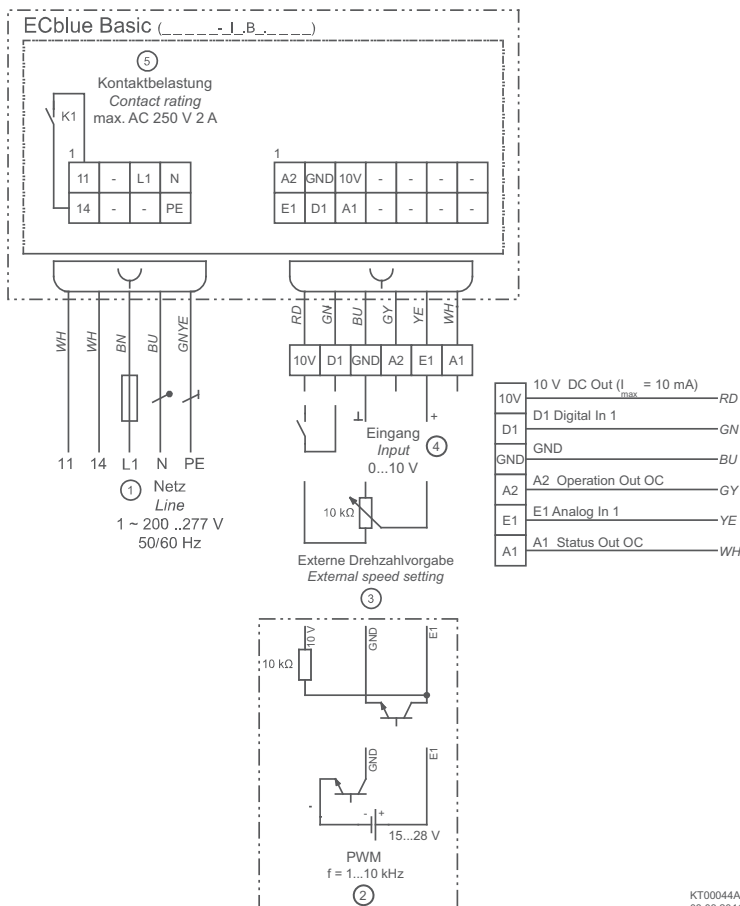 ECblue Basic (_ _ _ _ _-_I_.B_._ _ _ _)
5
Kontaktbelastung
Contact rating
max. AC 250 V 2 A
K1
1
11 - L1 N
14 - - PE
1
A2 GND 10V - - - -
E1 D1 A1 - - - -
WH WH BN BU GNYE
RD GN BU GY YE WH
10V D1 GND A2 E1 A1
11 14 L1 N PE
1 Netz
Line
1 ~ 200 ..277 V
50/60 Hz
⊥ +
Eingang
Input
0...10 V
4
10 kΩ
Externe Drehzahlvorgabe
External speed setting
3
10V 10 V DC Out (Imax = 10 mA) RD
D1 D1 Digital In 1 GN
GND GND BU
A2 A2 Operation Out OC GY
E1 E1 Analog In 1 YE
A1 A1 Status Out OC WH
10 V GND E1
10 kΩ
GND E1
- - +
15...28 V
PWM
f = 1...10 kHz
2
KT00044A